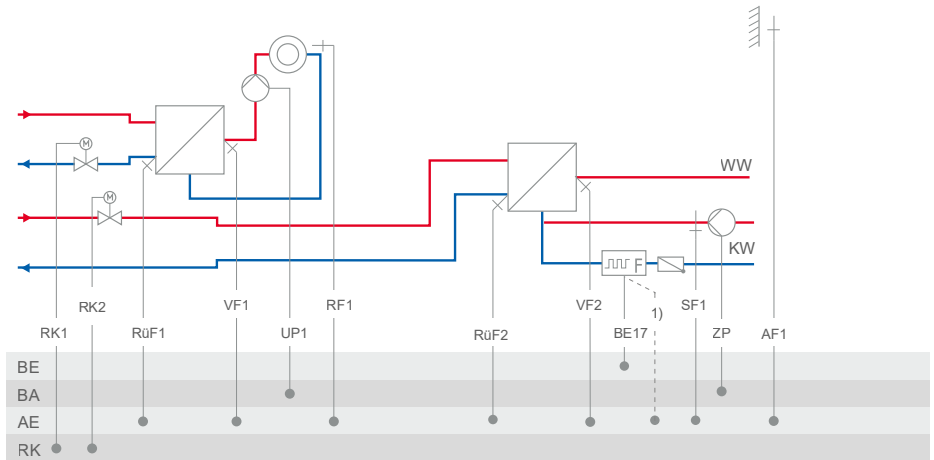 M
WW
M
F
KW
RK2
VF1
RF1
VF2
SF1
1)
RK1
RüF1
UP1
RüF2
BE17
ZP
AF1
BE
BA
AE
RK